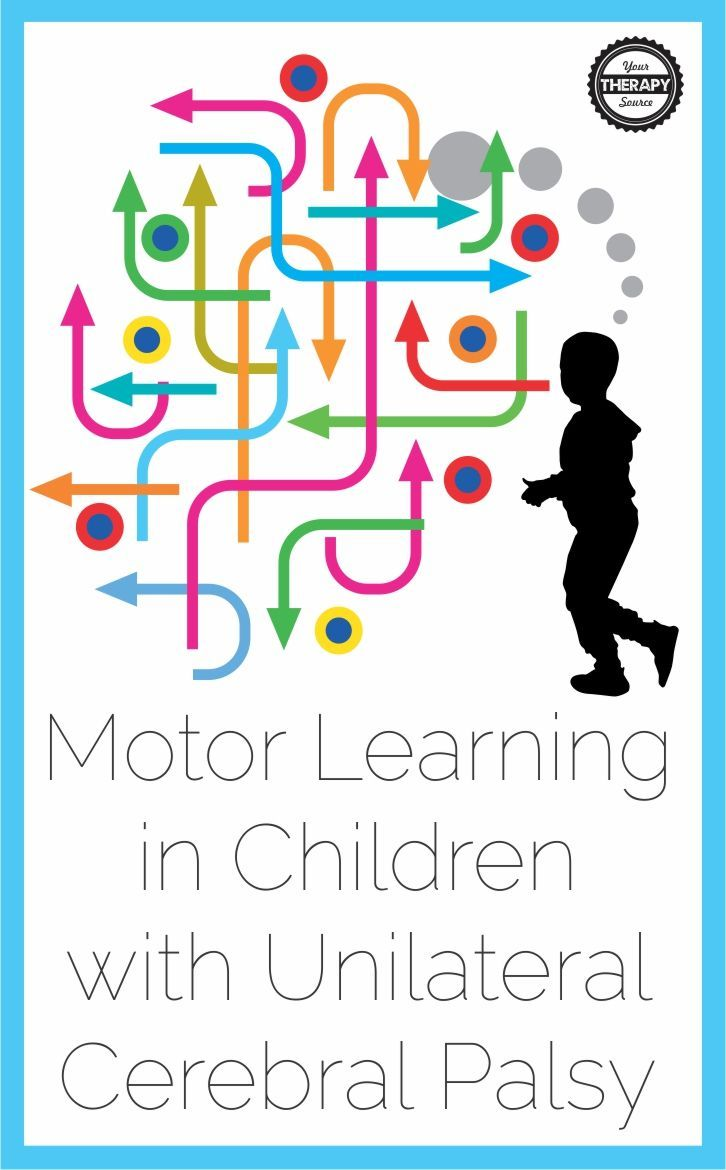 Your
THERAPY
Source
Motor Learning
in Children
with Unilateral
Cerebral Palsy